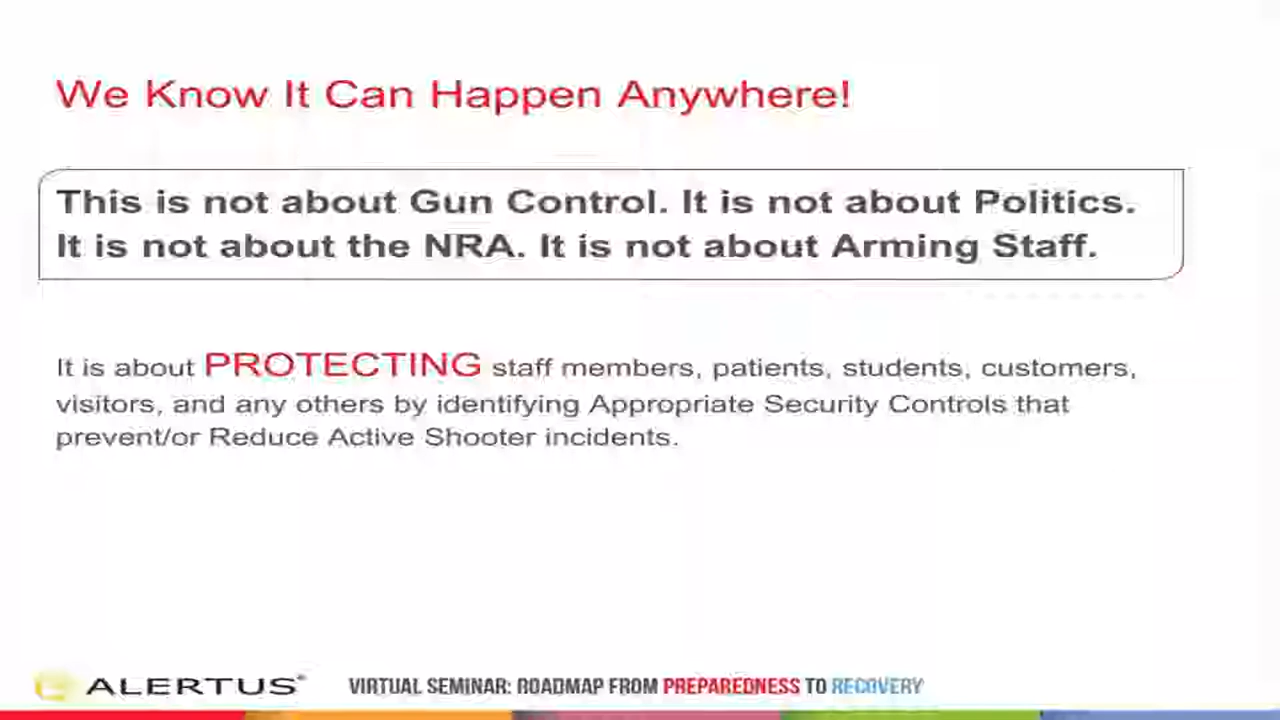 We Know It Can Happen Anywhere!
This is not about Gun Control. It is not about Politics.
It is not about the NRA. It is not about Arming Staff.
It is about PROTECTING staff members, patients, students, customers,
visitors, and any others by identifying Appropriate Security Controls that
prevent/or Reduce Active Shooter incidents.
ALERTUS®
VIRTUAL SEMINAR: ROADMAP FROM PREPAREDNESS TO RECOVERY